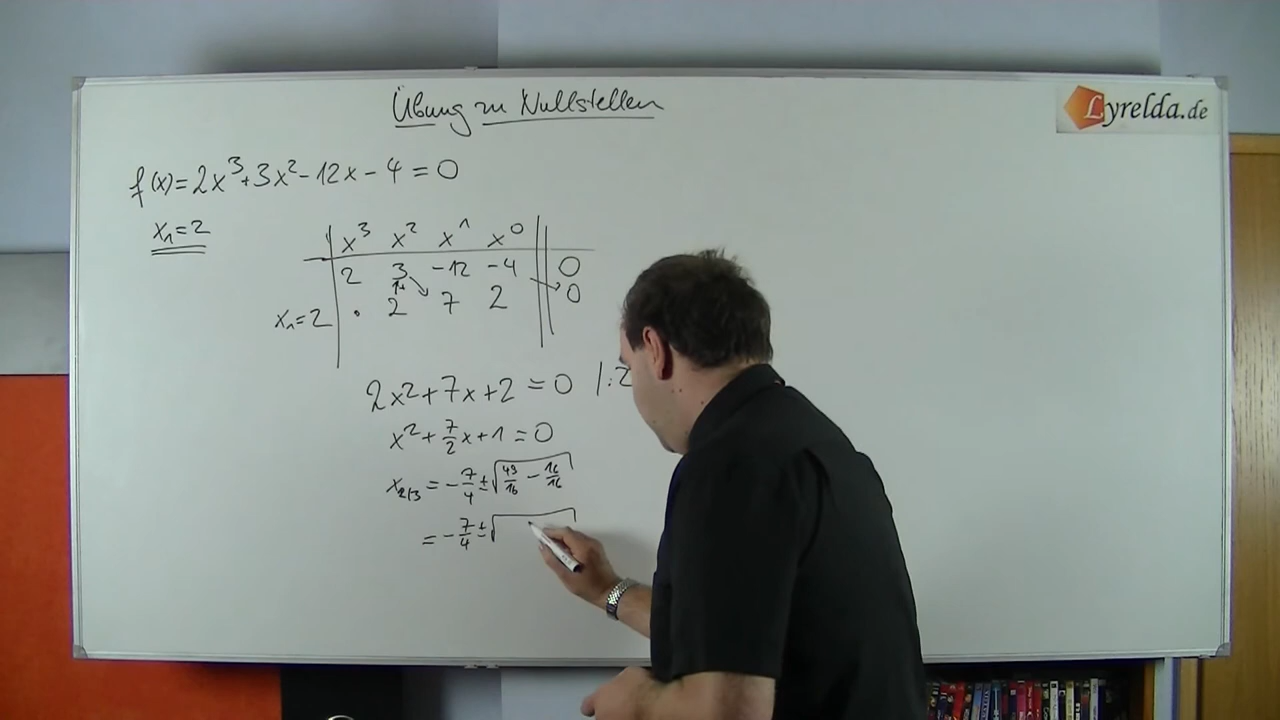 Übung zu Nullstellen
Lyrelda.de
f(x)=2x³+3x²-12x-4=0
x₁=2
x³ x² x¹ x⁰
2 3 -12 -4 0
x₁=2 · 2 7 2 0
2x²+7x+2=0 |:2
x²+7/2x+1=0
x₂/₃=-7/4±√(49/16-16/16)
=-7/4±√